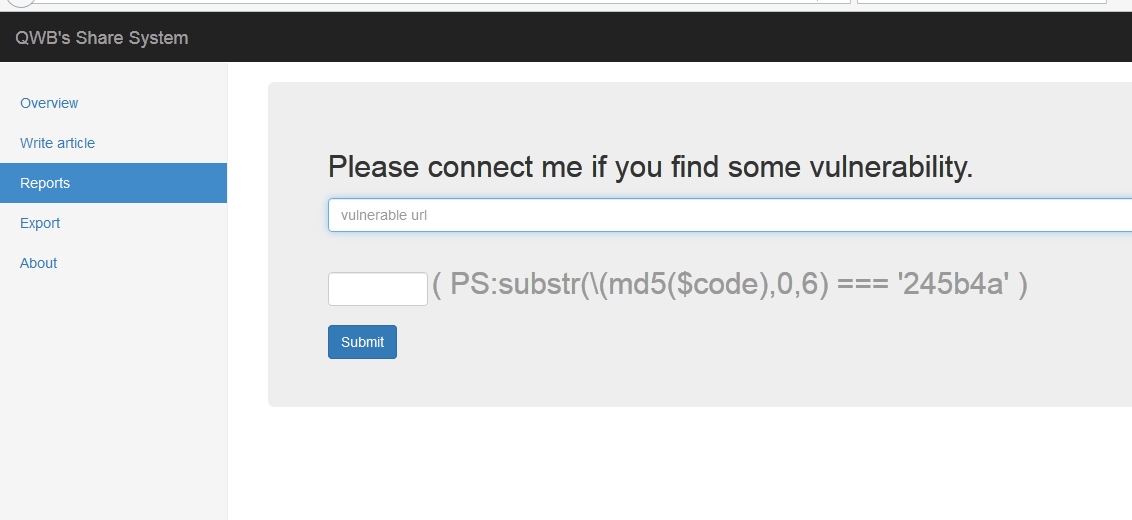 QWB's Share System
Overview
Write article
Reports
Export
About
Please connect me if you find some vulnerability.
vulnerable url
( PS:substr(\(md5($code),0,6) === '245b4a' )
Submit